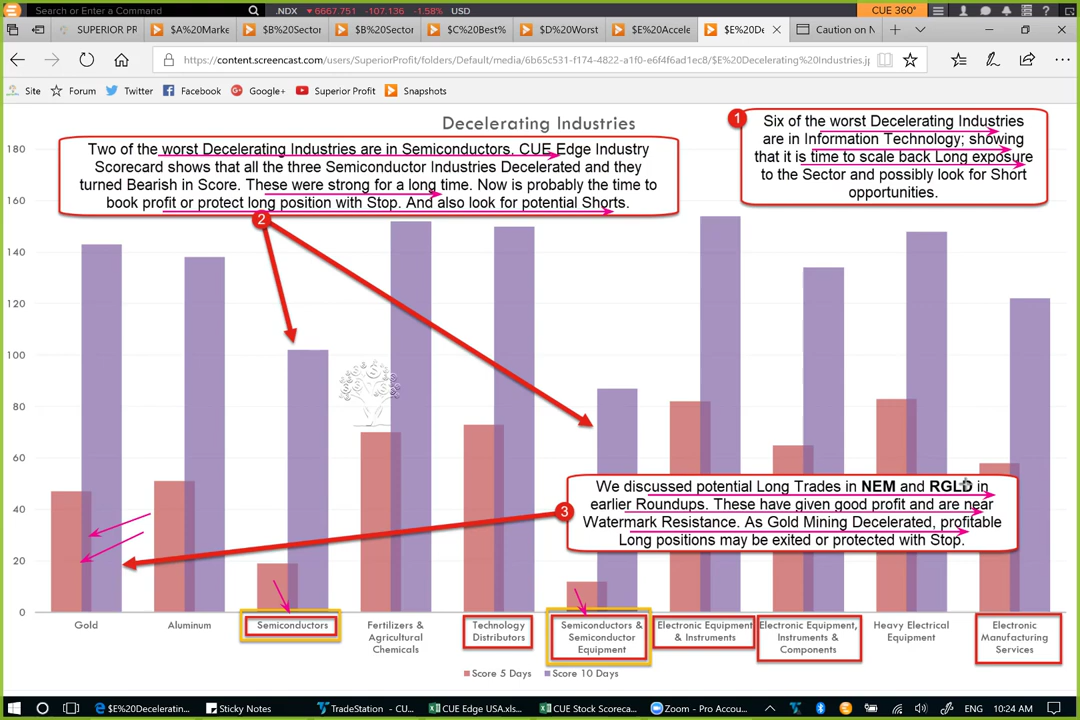 Search or Enter a Command
.NDX ▼6667.751 -107.136 -1.58% USD
CUE 360°
SUPERIOR PR
$A%20Marke
$B%20Sector
$B%20Sector
$C%20Best%
$D%20Worst
$E%20Accele
$E%20De
Caution on N
https://content.screencast.com/users/SuperiorProfit/folders/Default/media/6b65c531-f174-4822-a1f0-e6f4f6ad1ec8/$E%20Decelerating%20Industries.jp
Site
Forum
Twitter
Facebook
Google+
Superior Profit
Snapshots
Decelerating Industries
1
Six of the worst Decelerating Industries
are in Information Technology; showing
that it is time to scale back Long exposure
to the Sector and possibly look for Short
opportunities.
Two of the worst Decelerating Industries are in Semiconductors. CUE Edge Industry
Scorecard shows that all the three Semiconductor Industries Decelerated and they
turned Bearish in Score. These were strong for a long time. Now is probably the time to
book profit or protect long position with Stop. And also look for potential Shorts.
2
180
160
140
120
100
80
60
40
20
0
We discussed potential Long Trades in NEM and RGLD in
earlier Roundups. These have given good profit and are near
Watermark Resistance. As Gold Mining Decelerated, profitable
Long positions may be exited or protected with Stop.
3
Gold
Aluminum
Semiconductors
Fertilizers &
Agricultural
Chemicals
Technology
Distributors
Semiconductors &
Semiconductor
Equipment
Electronic Equipment
& Instruments
Electronic Equipment,
Instruments &
Components
Heavy Electrical
Equipment
Electronic
Manufacturing
Services
Score 5 Days
Score 10 Days
$E%20Deceleratin...
Sticky Notes
TradeStation - CU...
CUE Edge USA.xls...
CUE Stock Scoreca...
Zoom - Pro Accou...
ENG
10:24 AM